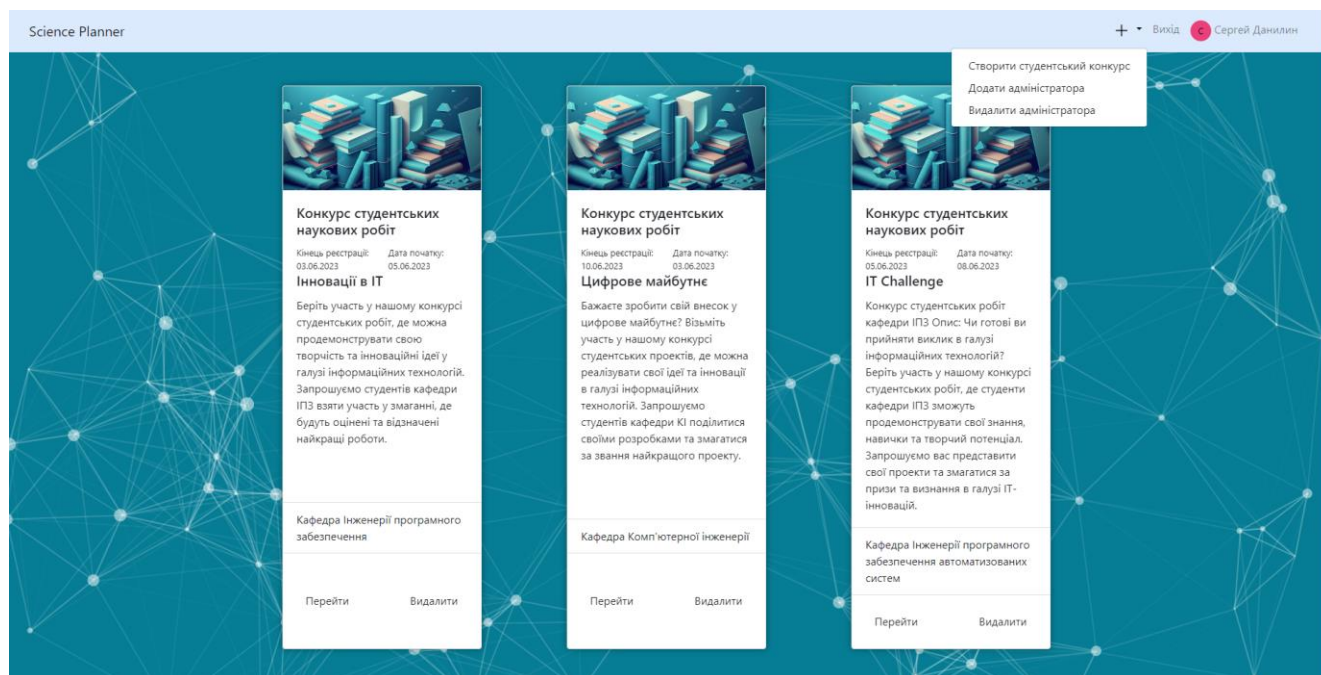 Science Planner
+ Вихід С Сергей Данилин
Створити студентський конкурс
Додати адміністратора
Видалити адміністратора
Конкурс студентських
наукових робіт
Кінець реєстрації: Дата початку:
03.06.2023 05.06.2023
Інновації в ІТ
Беріть участь у нашому конкурсі
студентських робіт, де можна
продемонструвати свою
творчість та інноваційні ідеї у
галузі інформаційних технологій.
Запрошуємо студентів кафедри
ІПЗ взяти участь у змаганні, де
будуть оцінені та відзначені
найкращі роботи.
Кафедра Інженерії програмного
забезпечення
Перейти Видалити
Конкурс студентських
наукових робіт
Кінець реєстрації: Дата початку:
10.06.2023 03.06.2023
Цифрове майбутнє
Бажаєте зробити свій внесок у
цифрове майбутнє? Візьміть
участь у нашому конкурсі
студентських проектів, де можна
реалізувати свої ідеї та інновації
в галузі інформаційних
технологій. Запрошуємо
студентів кафедри КІ поділитися
своїми розробками та змагатися
за звання найкращого проекту.
Кафедра Комп'ютерної інженерії
Перейти Видалити
Конкурс студентських
наукових робіт
Кінець реєстрації: Дата початку:
05.06.2023 08.06.2023
IT Challenge
Конкурс студентських робіт
кафедри ІПЗ Опис: Чи готові ви
прийняти виклик в галузі
інформаційних технологій?
Беріть участь у нашому конкурсі
студентських робіт, де студенти
кафедри ІПЗ зможуть
продемонструвати свої знання,
навички та творчий потенціал.
Запрошуємо вас представити
свої проекти та змагатися за
призи та визнання в галузі ІТ-
інновацій.
Кафедра Інженерії програмного
забезпечення автоматизованих
систем
Перейти Видалити